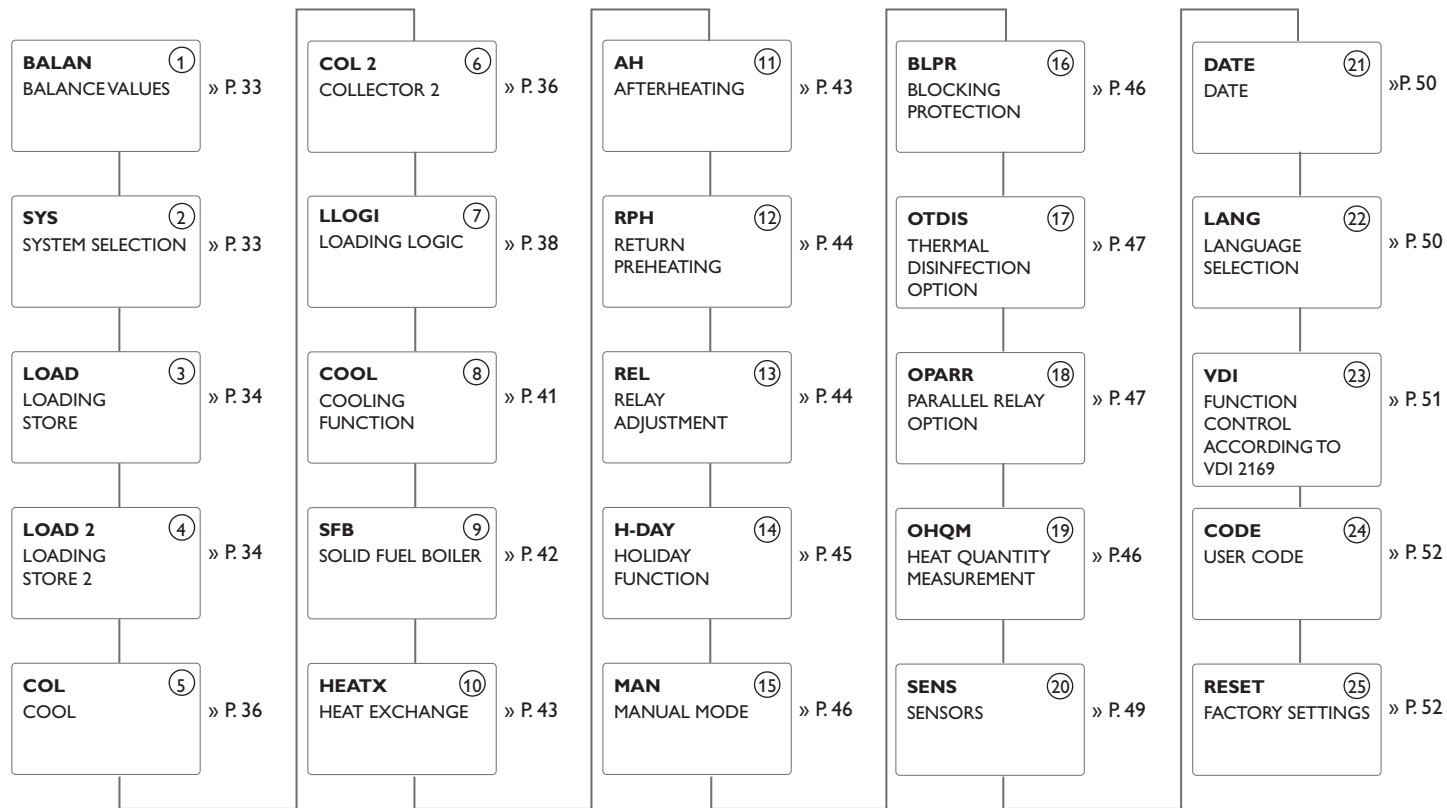 BALAN 1
BALANCE VALUES
» P. 33
SYS 2
SYSTEM SELECTION
» P. 33
LOAD 3
LOADING
STORE
» P. 34
LOAD 2 4
LOADING
STORE 2
» P. 34
COL 5
COOL
» P. 36
COL 2 6
COLLECTOR 2
» P. 36
LLOGI 7
LOADING LOGIC
» P. 38
COOL 8
COOLING
FUNCTION
» P. 41
SFB 9
SOLID FUEL BOILER
» P. 42
HEATX 10
HEAT EXCHANGE
» P. 43
AH 11
AFTERHEATING
» P. 43
RPH 12
RETURN
PREHEATING
» P. 44
REL 13
RELAY
ADJUSTMENT
» P. 44
H-DAY 14
HOLIDAY
FUNCTION
» P. 45
MAN 15
MANUAL MODE
» P. 46
BLPR 16
BLOCKING
PROTECTION
» P. 46
OTDIS 17
THERMAL
DISINFECTION
OPTION
» P. 47
OPARR 18
PARALLEL RELAY
OPTION
» P. 47
OHQM 19
HEAT QUANTITY
MEASUREMENT
» P.46
SENS 20
SENSORS
» P. 49
DATE 21
DATE
»P. 50
LANG 22
LANGUAGE
SELECTION
» P. 50
VDI 23
FUNCTION
CONTROL
ACCORDING TO
VDI 2169
» P. 51
CODE 24
USER CODE
» P. 52
RESET 25
FACTORY SETTINGS
» P. 52